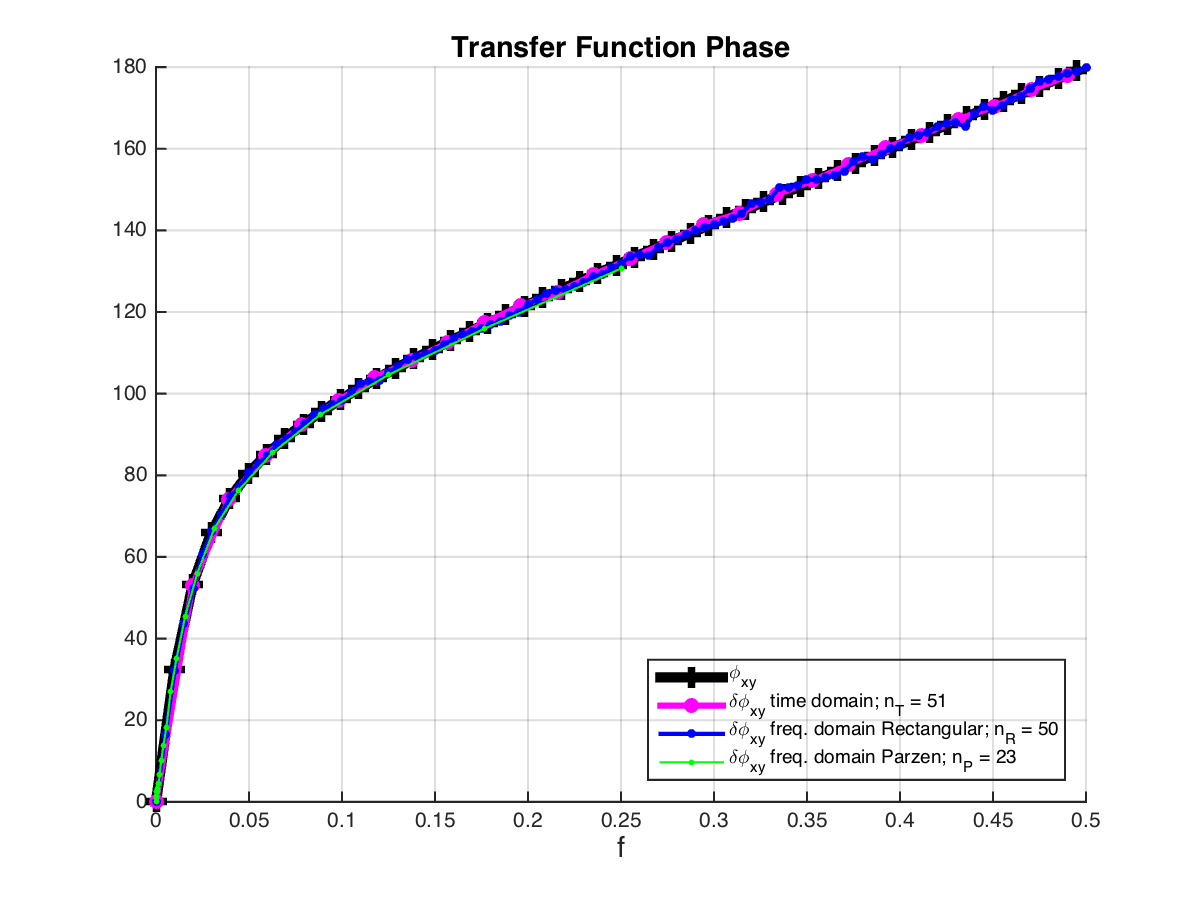 Transfer Function Phase
180
160
140
120
100
80
60
40
20
0
0 0.05 0.1 0.15 0.2 0.25 0.3 0.35 0.4 0.45 0.5
f
ϕxy
δϕxy time domain; nT = 51
δϕxy freq. domain Rectangular; nR = 50
δϕxy freq. domain Parzen; nP = 23